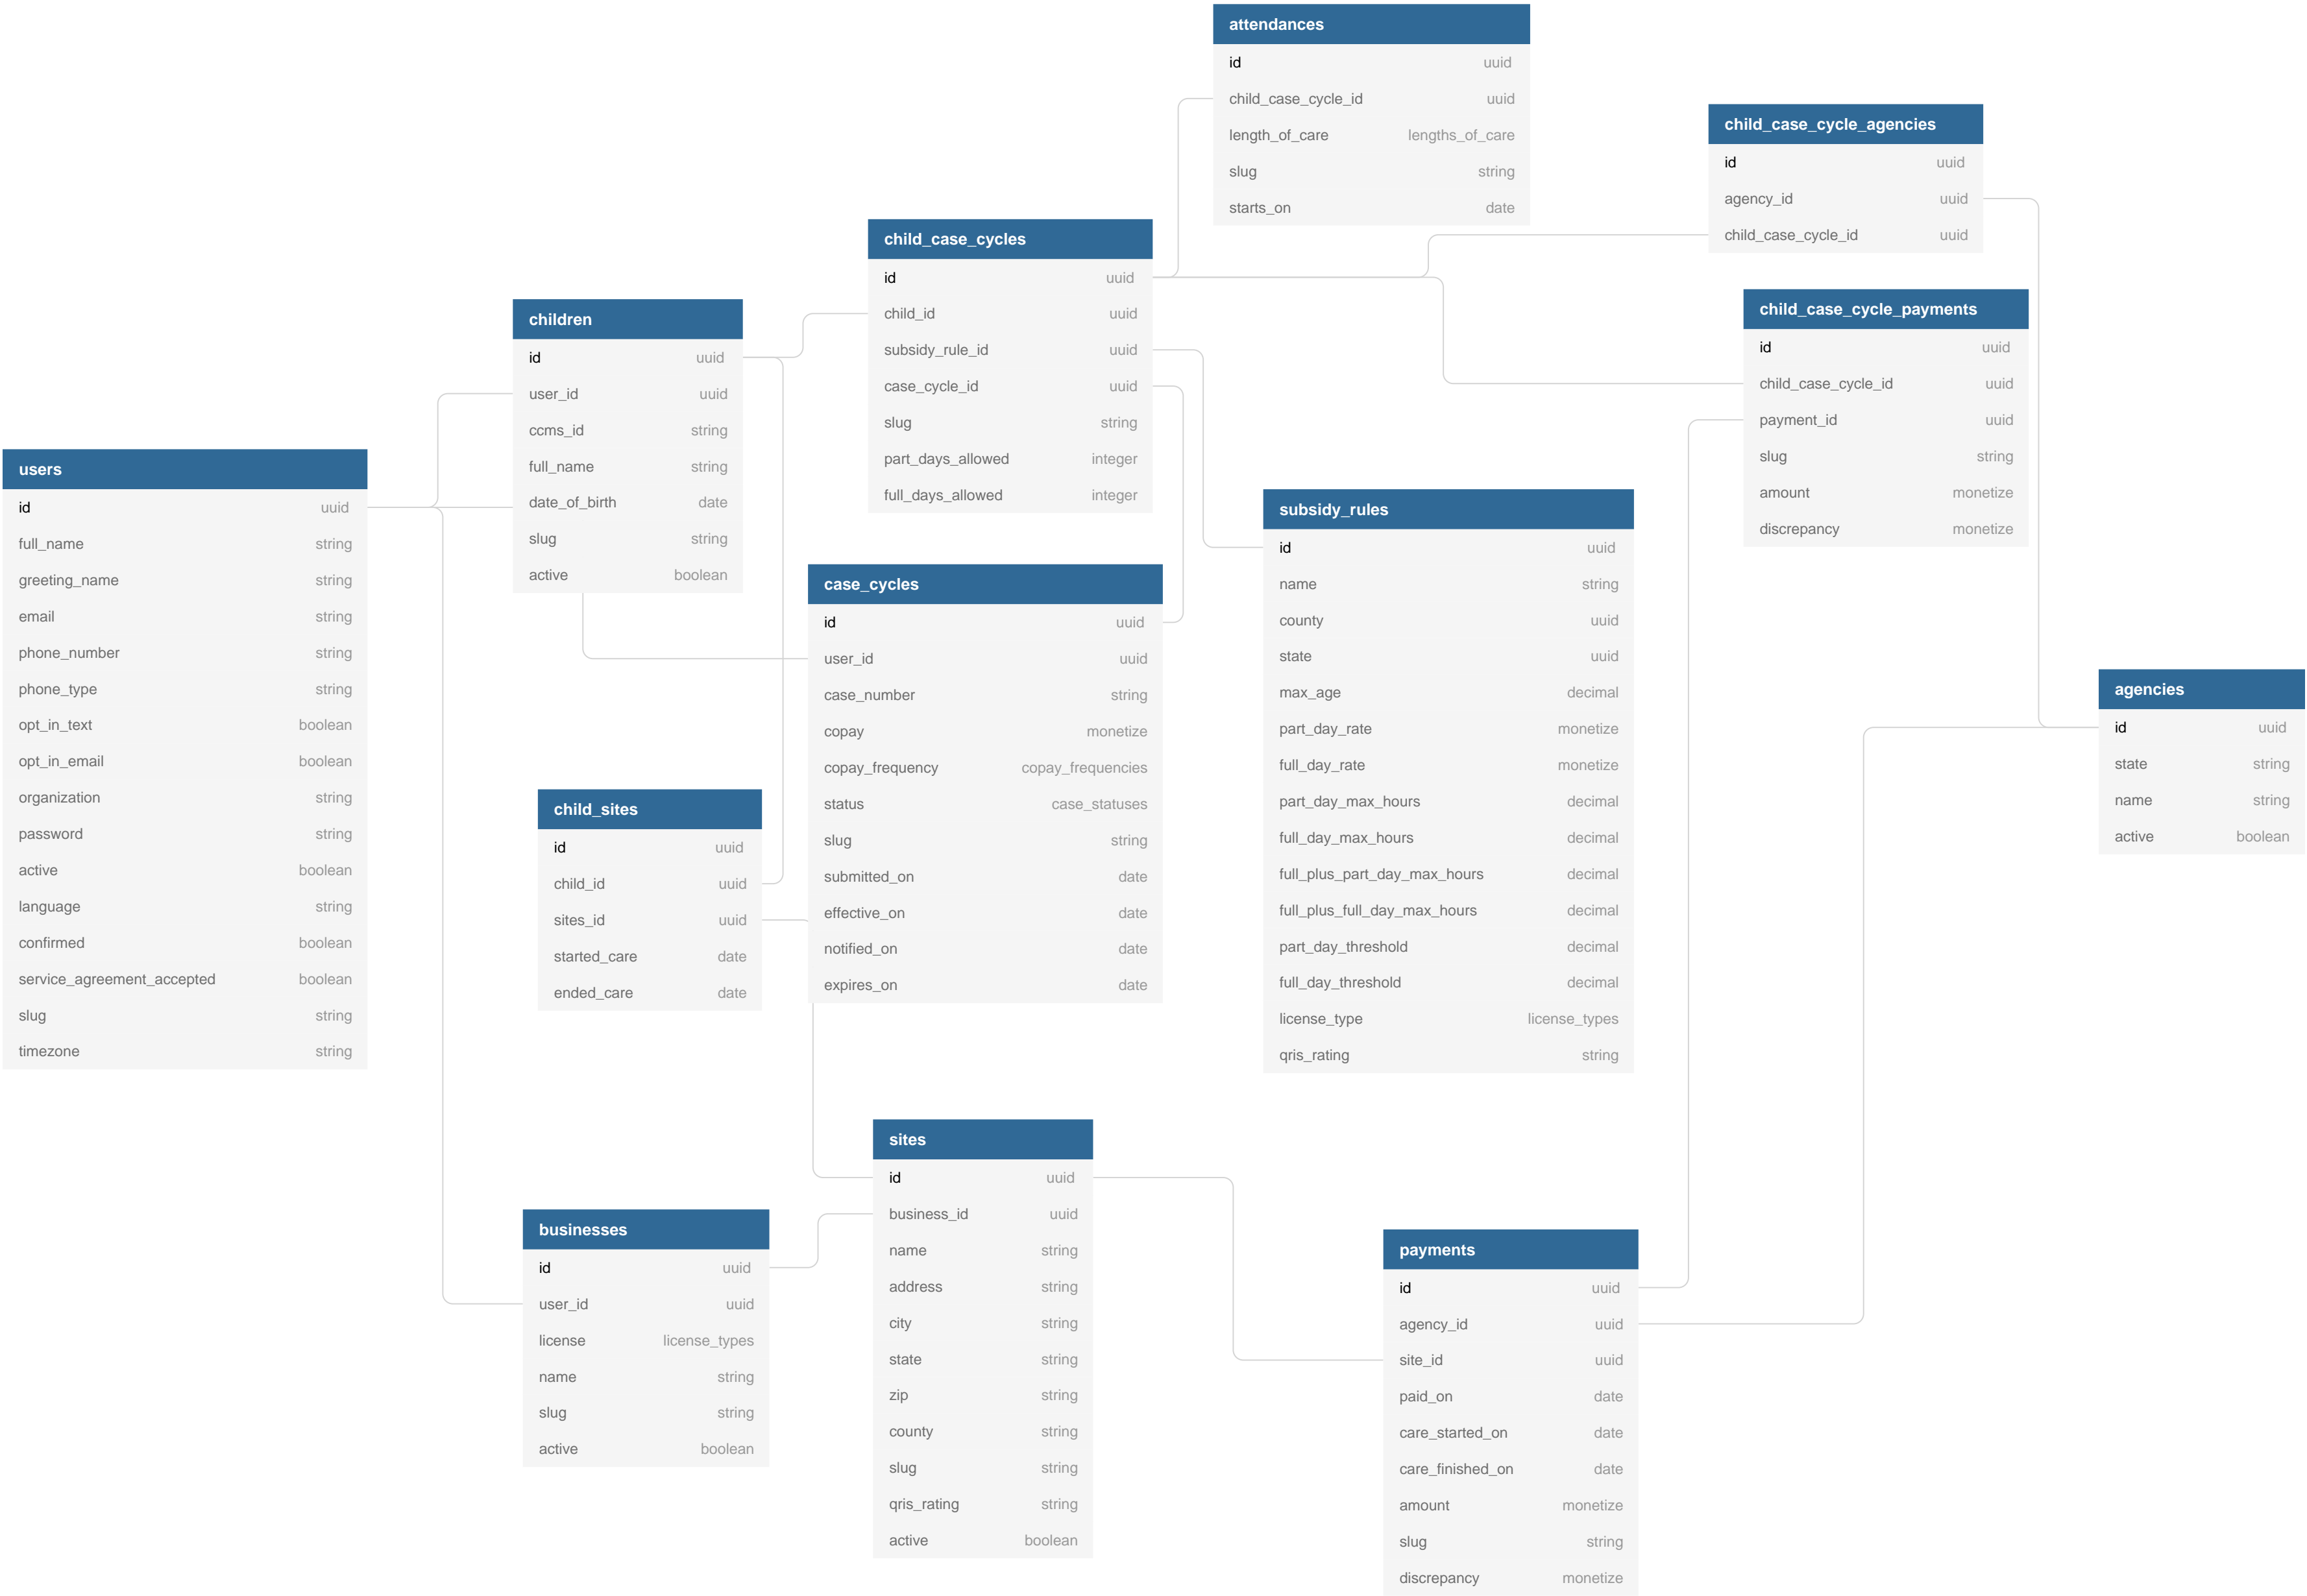 attendances
id uuid
child_case_cycle_id uuid
length_of_care lengths_of_care
slug string
starts_on date
child_case_cycle_agencies
id uuid
agency_id uuid
child_case_cycle_id uuid
child_case_cycles
id uuid
child_id uuid
subsidy_rule_id uuid
case_cycle_id uuid
slug string
part_days_allowed integer
full_days_allowed integer
child_case_cycle_payments
id uuid
child_case_cycle_id uuid
payment_id uuid
slug string
amount monetize
discrepancy monetize
children
id uuid
user_id uuid
ccms_id string
full_name string
date_of_birth date
slug string
active boolean
users
id uuid
full_name string
greeting_name string
email string
phone_number string
phone_type string
opt_in_text boolean
opt_in_email boolean
organization string
password string
active boolean
language string
confirmed boolean
service_agreement_accepted boolean
slug string
timezone string
subsidy_rules
id uuid
name string
county uuid
state uuid
max_age decimal
part_day_rate monetize
full_day_rate monetize
part_day_max_hours decimal
full_day_max_hours decimal
full_plus_part_day_max_hours decimal
full_plus_full_day_max_hours decimal
part_day_threshold decimal
full_day_threshold decimal
license_type license_types
qris_rating string
case_cycles
id uuid
user_id uuid
case_number string
copay monetize
copay_frequency copay_frequencies
status case_statuses
slug string
submitted_on date
effective_on date
notified_on date
expires_on date
agencies
id uuid
state string
name string
active boolean
child_sites
id uuid
child_id uuid
sites_id uuid
started_care date
ended_care date
sites
id uuid
business_id uuid
name string
address string
city string
state string
zip string
county string
slug string
qris_rating string
active boolean
businesses
id uuid
user_id uuid
license license_types
name string
slug string
active boolean
payments
id uuid
agency_id uuid
site_id uuid
paid_on date
care_started_on date
care_finished_on date
amount monetize
slug string
discrepancy monetize